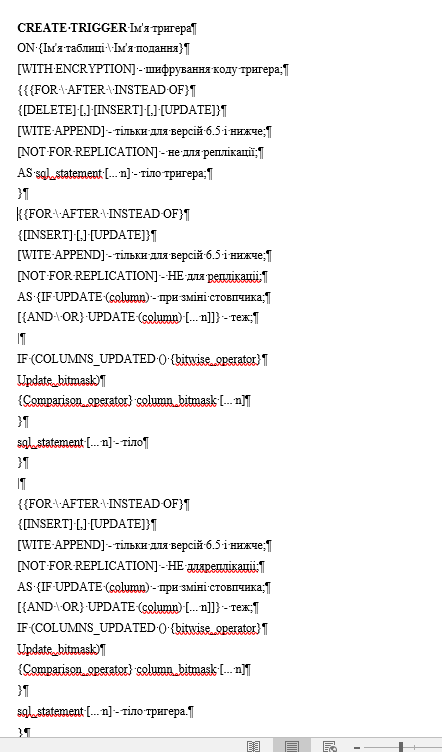 CREATE TRIGGER Ім'я тригера¶
ON {Ім'я таблиці \ Ім'я подання}¶
[WITH ENCRYPTION] - шифрування коду тригера;¶
{{{FOR \ AFTER \ INSTEAD OF}¶
{[DELETE] [,] [INSERT] [,] [UPDATE]}¶
[WITE APPEND] - тільки для версій 6.5 і нижче;¶
[NOT FOR REPLICATION] - не для реплікації;¶
AS sql_statement [... n] - тіло тригера;¶
}¶
{{FOR \ AFTER \ INSTEAD OF}¶
{[INSERT] [,] [UPDATE]}¶
[WITE APPEND] - тільки для версій 6.5 і нижче;¶
[NOT FOR REPLICATION] - НЕ для реплікації;¶
AS {IF UPDATE (column) - при зміні стовпчика;¶
[{AND \ OR} UPDATE (column) [... n]]} - теж;¶
|¶
IF (COLUMNS_UPDATED () {bitwise_operator}¶
Update_bitmask)¶
{Comparison_operator} column_bitmask [... n]¶
}¶
sql_statement [... n] - тіло¶
}¶
|¶
{{FOR \ AFTER \ INSTEAD OF}¶
{[INSERT] [,] [UPDATE]}¶
[WITE APPEND] - тільки для версій 6.5 і нижче;¶
[NOT FOR REPLICATION] - НЕ дляреплікації;¶
AS {IF UPDATE (column) - при зміні стовпчика;¶
[{AND \ OR} UPDATE (column) [... n]]} - теж;¶
IF (COLUMNS_UPDATED () {bitwise_operator}¶
Update_bitmask)¶
{Comparison_operator} column_bitmask [... n]¶
}¶
sql_statement [... n] - тіло тригера.¶
}¶